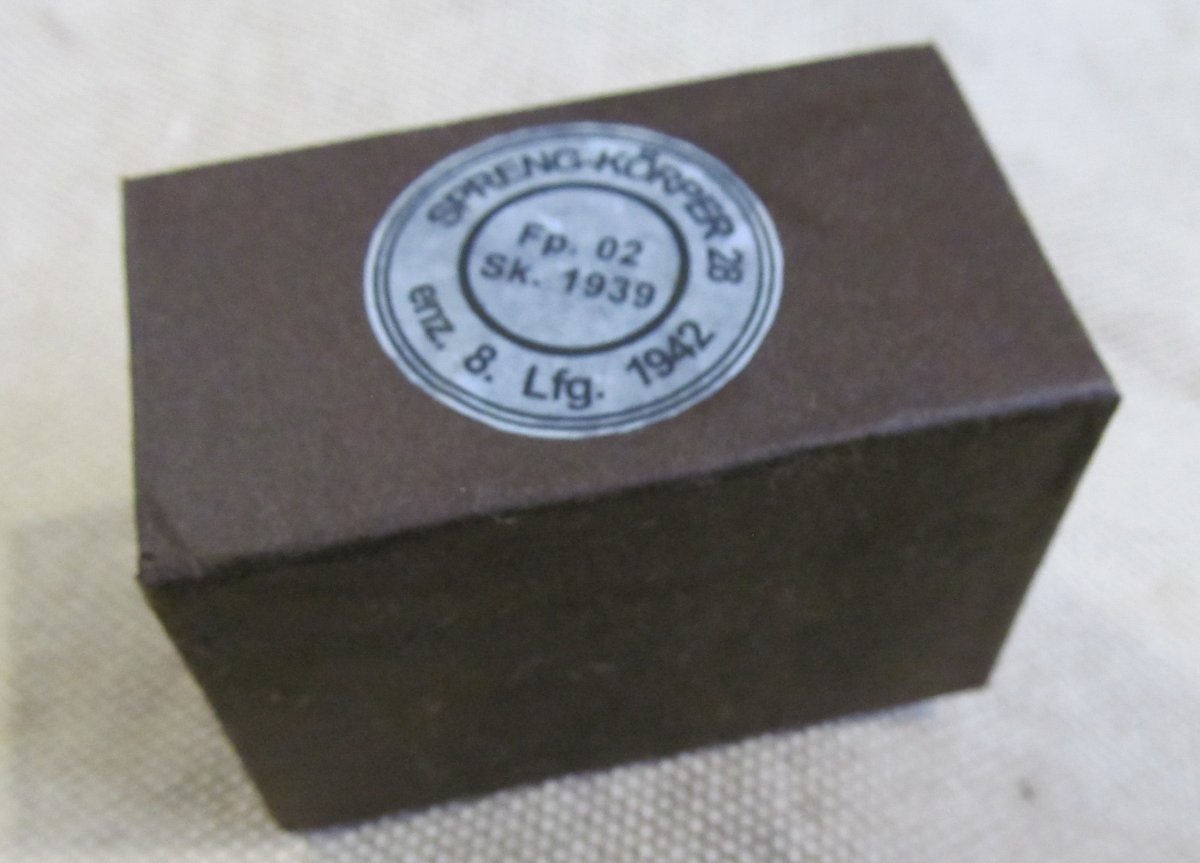 SPRENG-KÖRPER 28
Fp. 02
Sk. 1939
enz. 8. Lfg. 1942